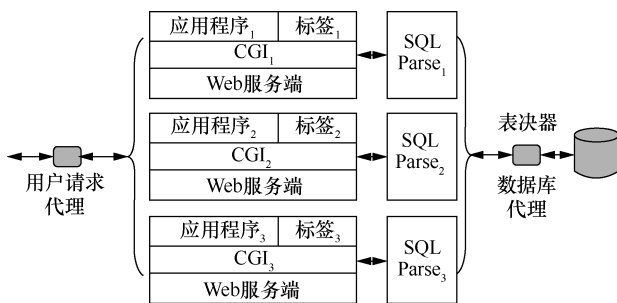 应用程序₁ 标签₁
CGI₁
Web服务端
SQL
Parse₁
应用程序₂ 标签₂
CGI₂
Web服务端
SQL
Parse₂
应用程序₃ 标签₃
CGI₃
Web服务端
SQL
Parse₃
用户请求
代理
表决器
数据库
代理